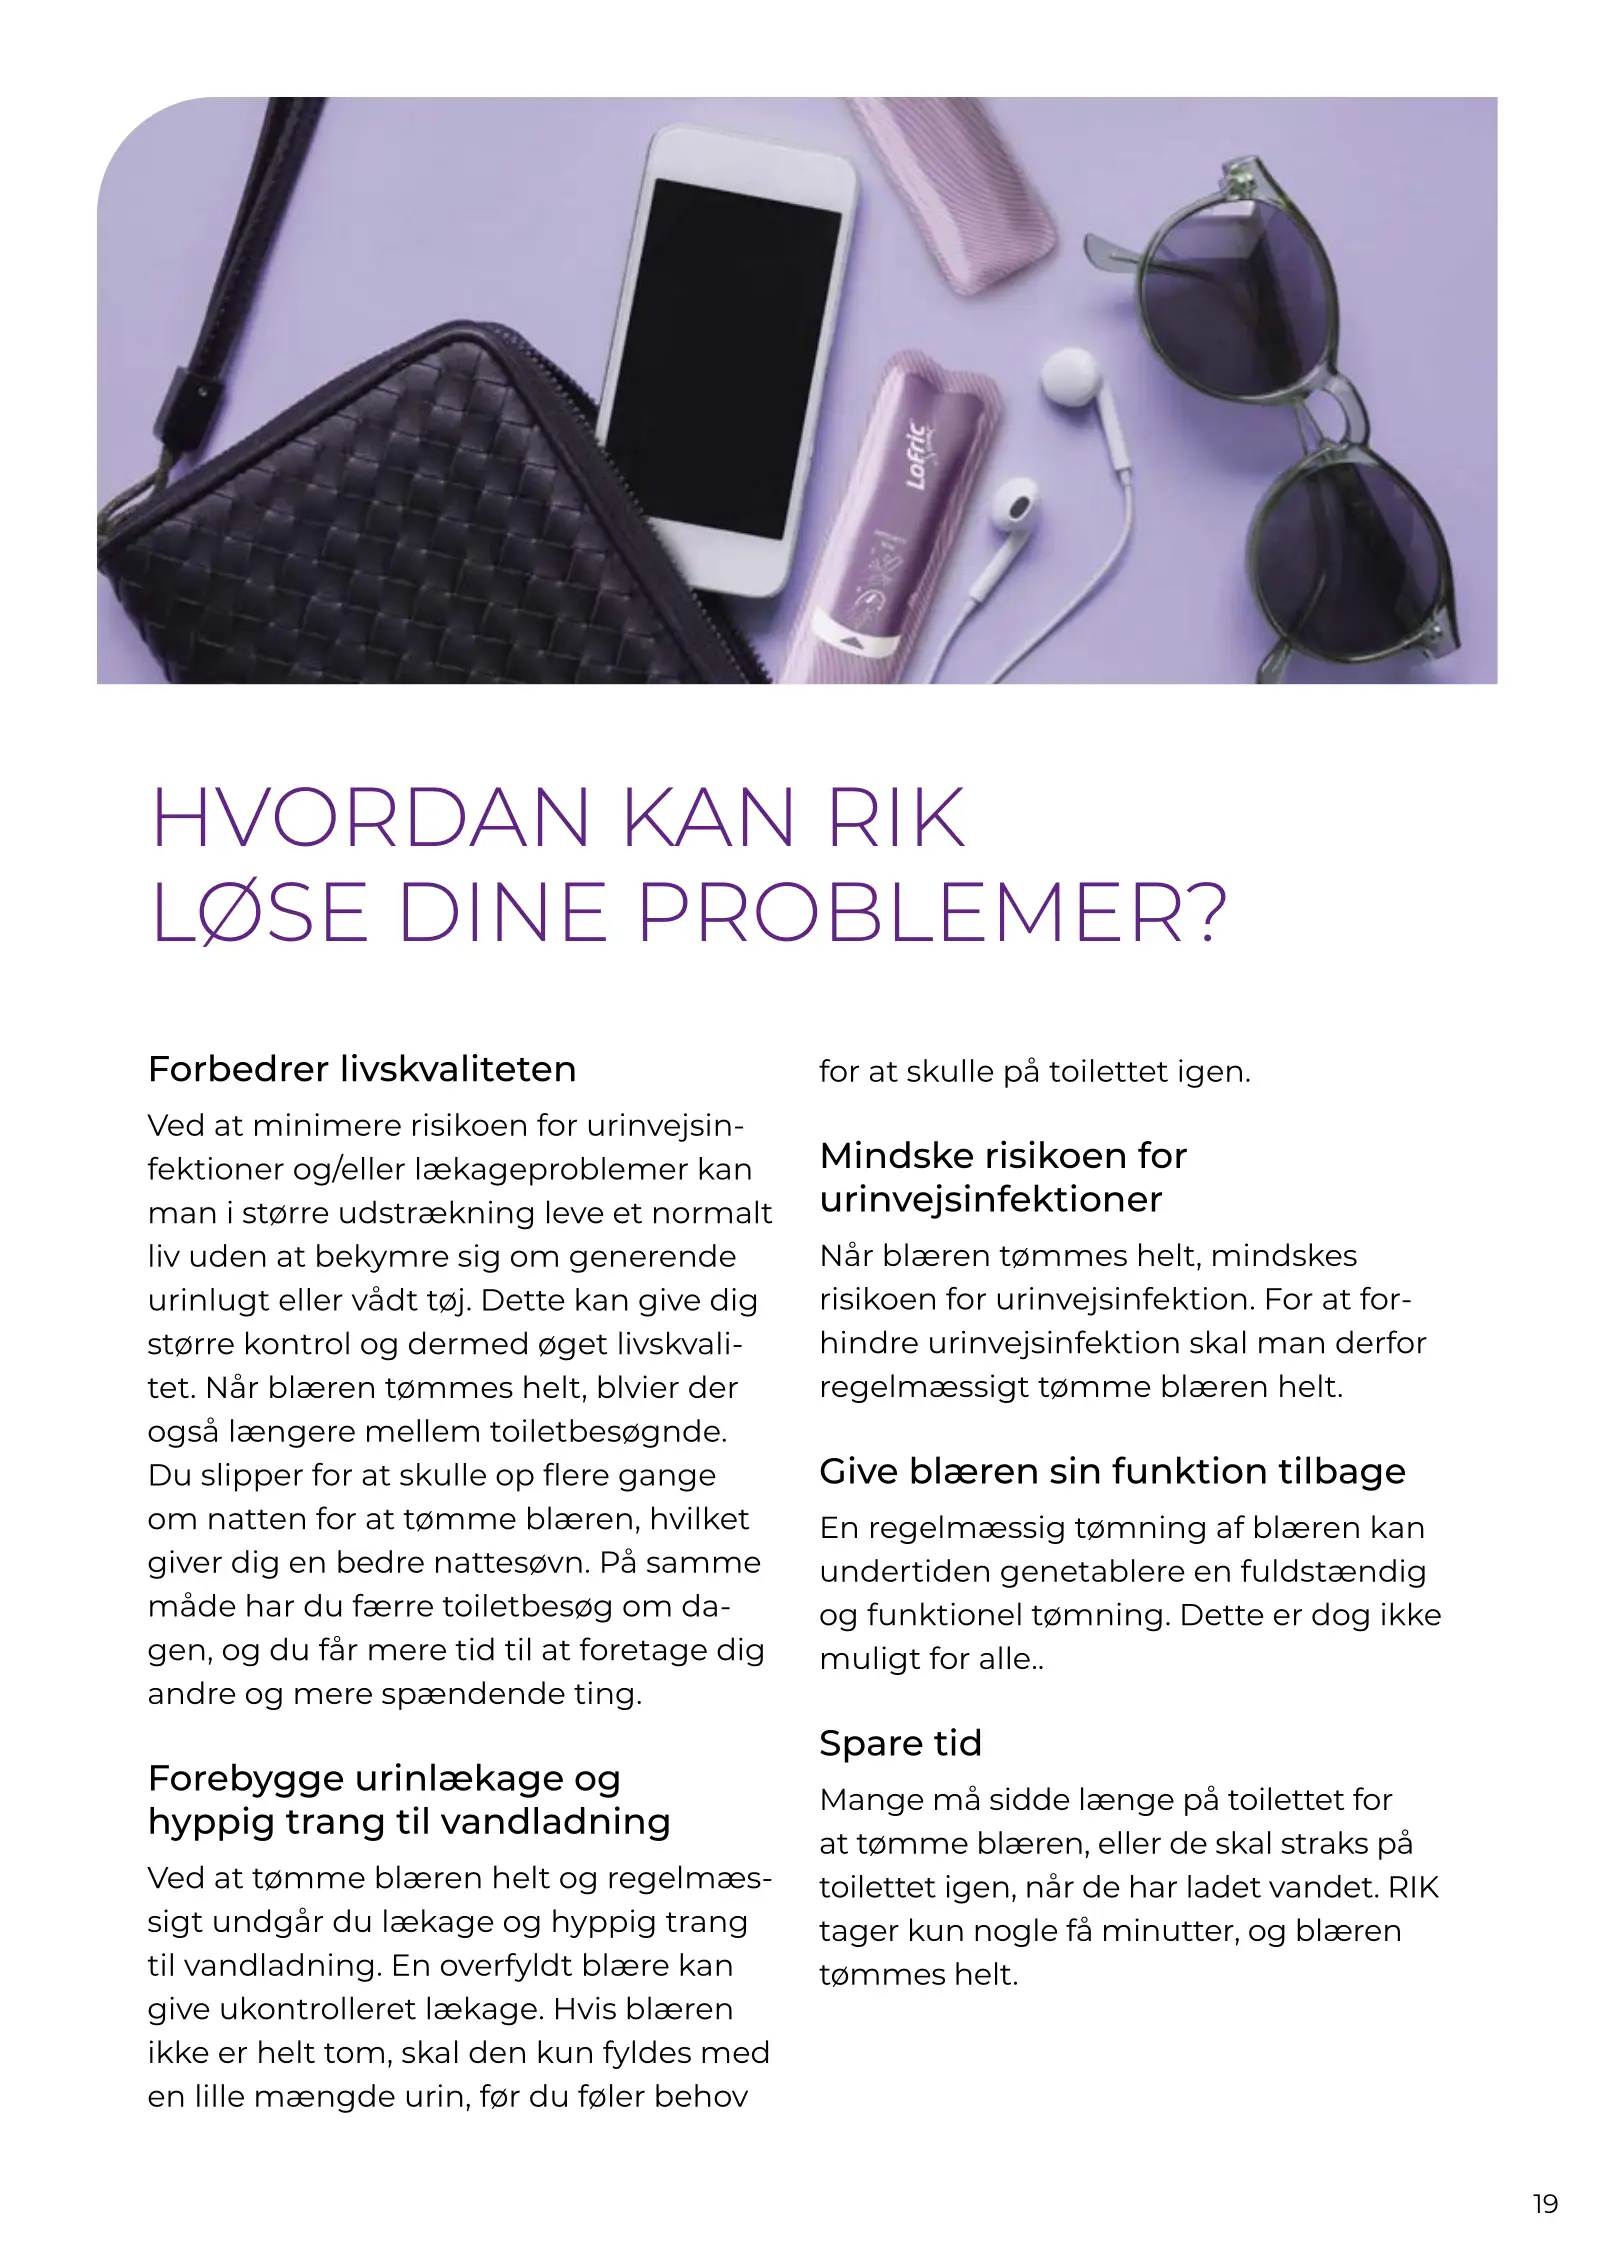 LoFric
HVORDAN KAN RIK
LØSE DINE PROBLEMER?
Forbedrer livskvaliteten
Ved at minimere risikoen for urinvejsin-
fektioner og/eller lækageproblemer kan
man i større udstrækning leve et normalt
liv uden at bekymre sig om generende
urinlugt eller vådt tøj. Dette kan give dig
større kontrol og dermed øget livskvali-
tet. Når blæren tømmes helt, blvier der
også længere mellem toiletbesøgnde.
Du slipper for at skulle op flere gange
om natten for at tømme blæren, hvilket
giver dig en bedre nattesøvn. På samme
måde har du færre toiletbesøg om da-
gen, og du får mere tid til at foretage dig
andre og mere spændende ting.
Forebygge urinlækage og
hyppig trang til vandladning
Ved at tømme blæren helt og regelmæs-
sigt undgår du lækage og hyppig trang
til vandladning. En overfyldt blære kan
give ukontrolleret lækage. Hvis blæren
ikke er helt tom, skal den kun fyldes med
en lille mængde urin, før du føler behov
for at skulle på toilettet igen.
Mindske risikoen for
urinvejsinfektioner
Når blæren tømmes helt, mindskes
risikoen for urinvejsinfektion. For at for-
hindre urinvejsinfektion skal man derfor
regelmæssigt tømme blæren helt.
Give blæren sin funktion tilbage
En regelmæssig tømning af blæren kan
undertiden genetablere en fuldstændig
og funktionel tømning. Dette er dog ikke
muligt for alle..
Spare tid
Mange må sidde længe på toilettet for
at tømme blæren, eller de skal straks på
toilettet igen, når de har ladet vandet. RIK
tager kun nogle få minutter, og blæren
tømmes helt.
19